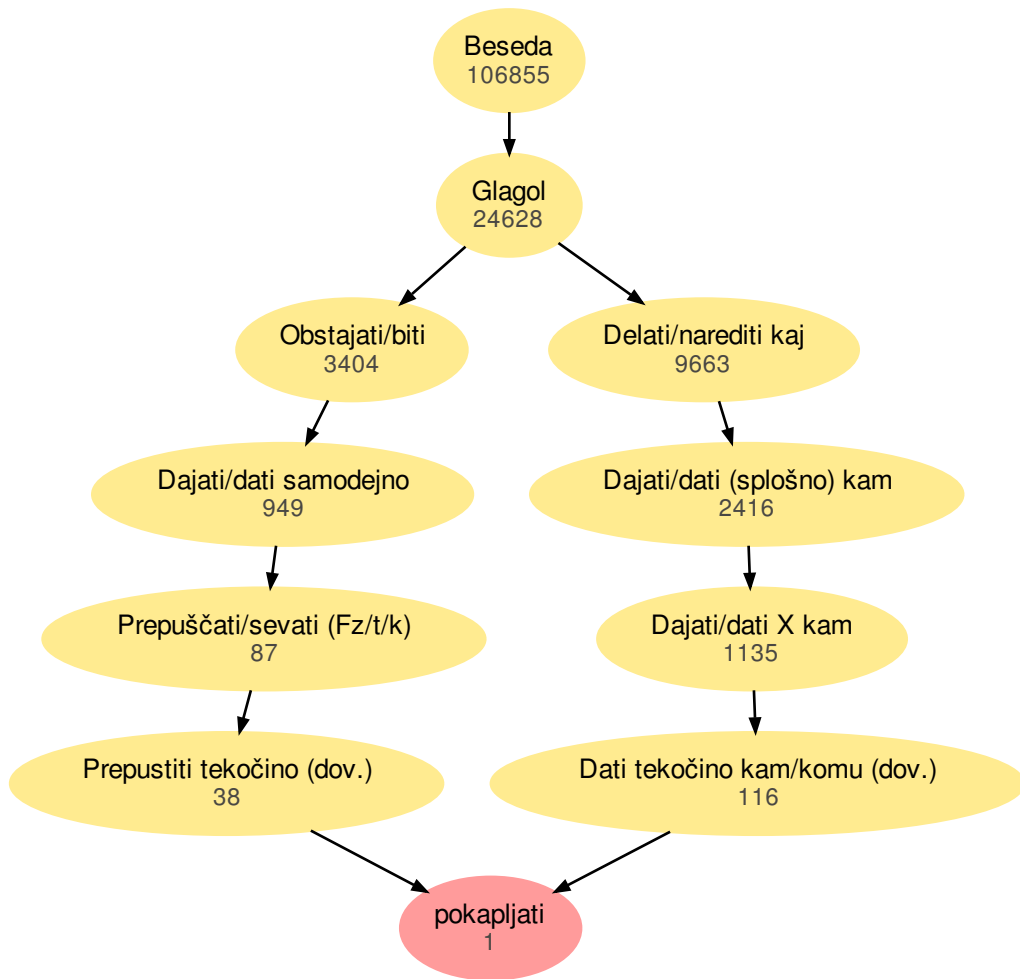 Beseda
106855
Glagol
24628
Obstajati/biti
3404
Delati/narediti kaj
9663
Dajati/dati samodejno
949
Dajati/dati (splošno) kam
2416
Prepuščati/sevati (Fz/t/k)
87
Dajati/dati X kam
1135
Prepustiti tekočino (dov.)
38
Dati tekočino kam/komu (dov.)
116
pokapljati
1